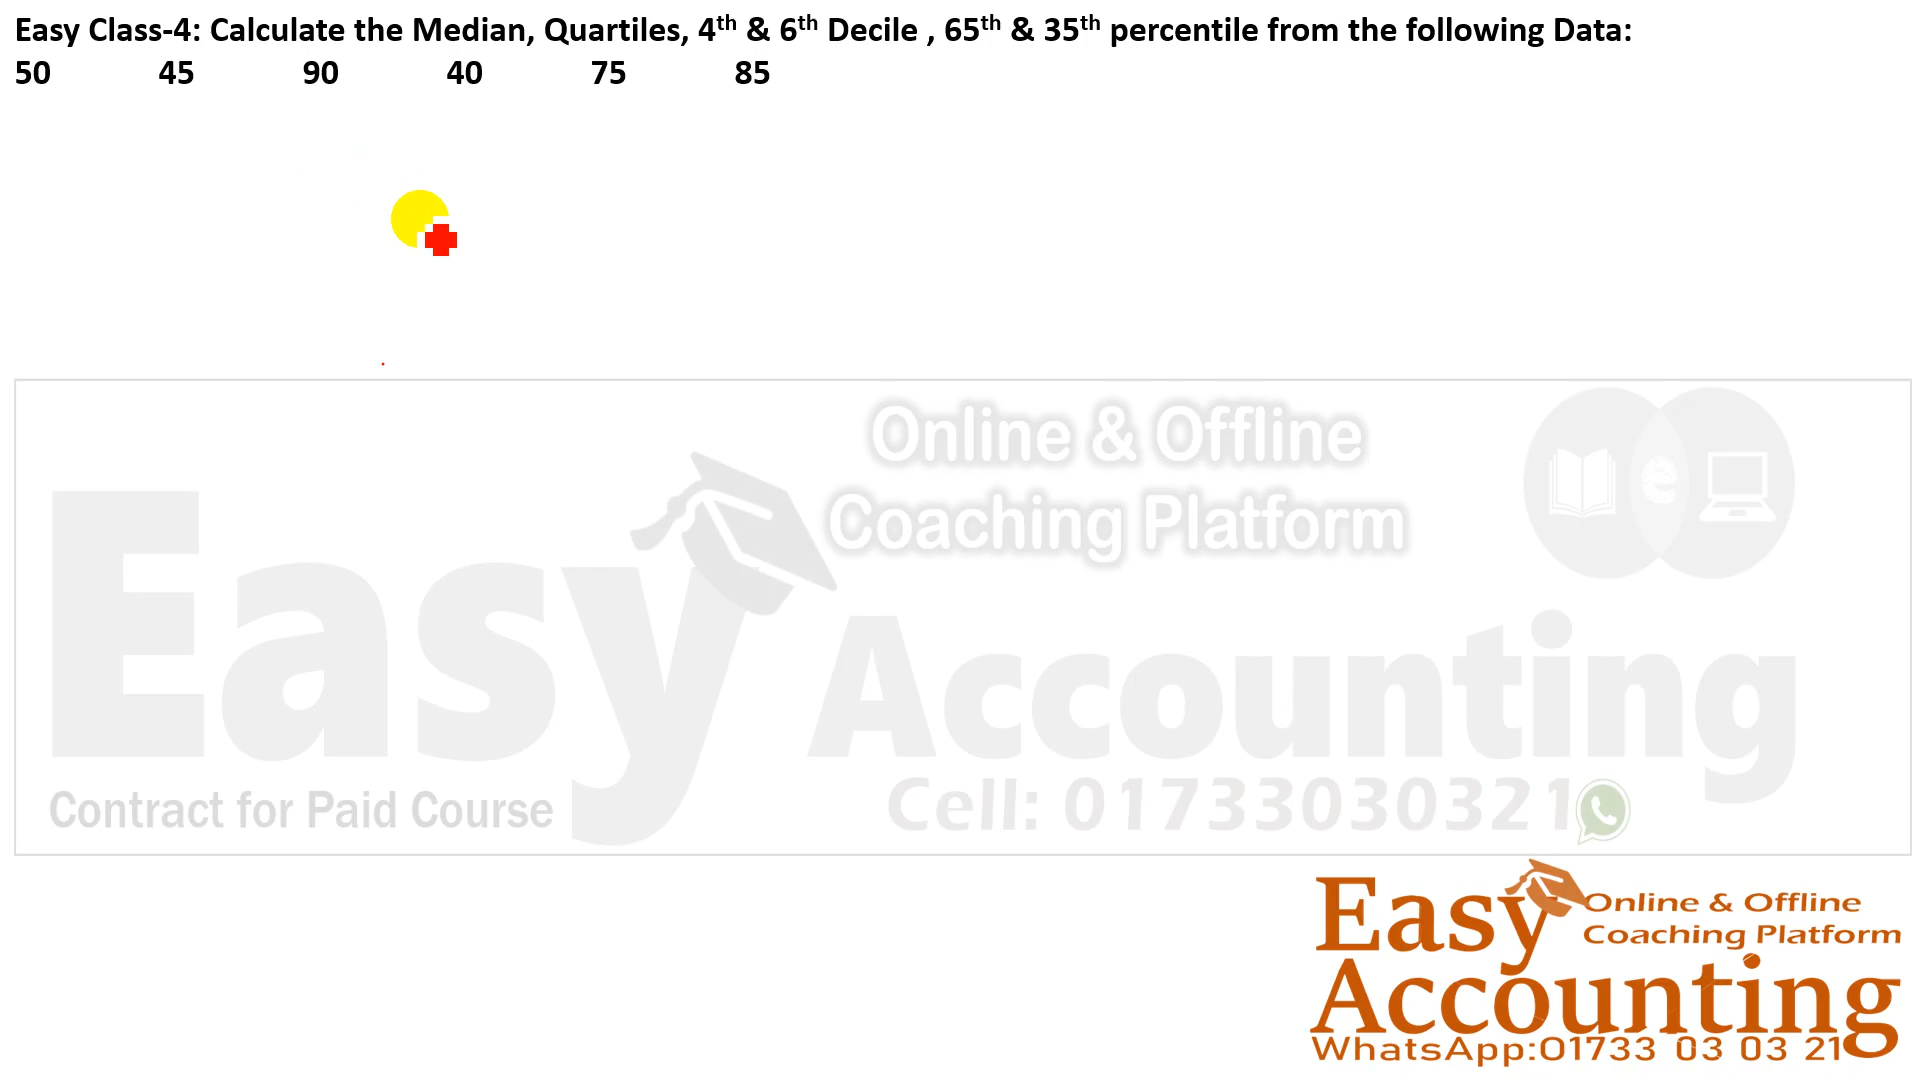 Easy Class-4: Calculate the Median, Quartiles, 4th & 6th Decile , 65th & 35th percentile from the following Data:
50 45 90 40 75 85
Online & Offline
Coaching Platform
e
Easy Accounting
Contract for Paid Course
Cell: 01733030321
Easy
Online & Offline
Coaching Platform
Accounting
WhatsApp:01733 03 03 21